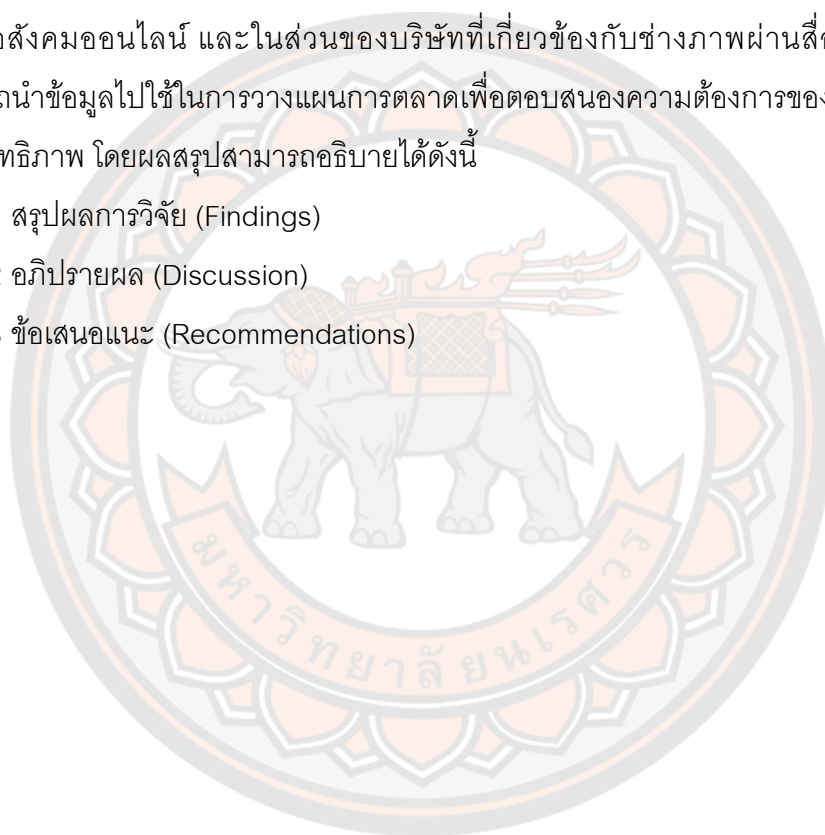 สังคมออนไลน์ และในส่วนของบริษัทที่เกี่ยวข้องกับช่างภาพผ่านสื่อ
นำข้อมูลไปใช้ในการวางแผนการตลาดเพื่อตอบสนองความต้องการของ
โดยผลสรุปสามารถอธิบายได้ดังนี้
สรุปผลการวิจัย (Findings)
อภิปรายผล (Discussion)
ข้อเสนอแนะ (Recommendations)
มหาวิทยาลัยนเรศวร